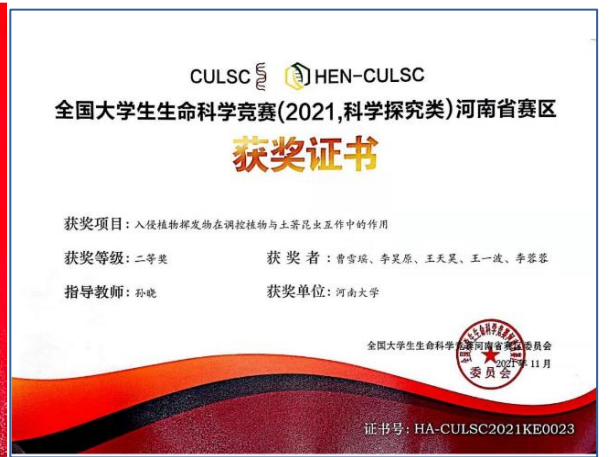 CULSC HEN-CULSC
全国大学生生命科学竞赛(2021,科学探究类)河南省赛区
获奖证书
获奖项目：入侵植物挥发物在调控植物与土著昆虫互作中的作用
获奖等级：二等奖 获 奖 者：曹雪瑶、李昊原、王天昊、王一波、李蓉蓉
指导教师：孙晓 获奖单位：河南大学
全国大学生生命科学竞赛河南省赛区委员会
2021年11月
委员会
证书号：HA-CULSC2021KE0023